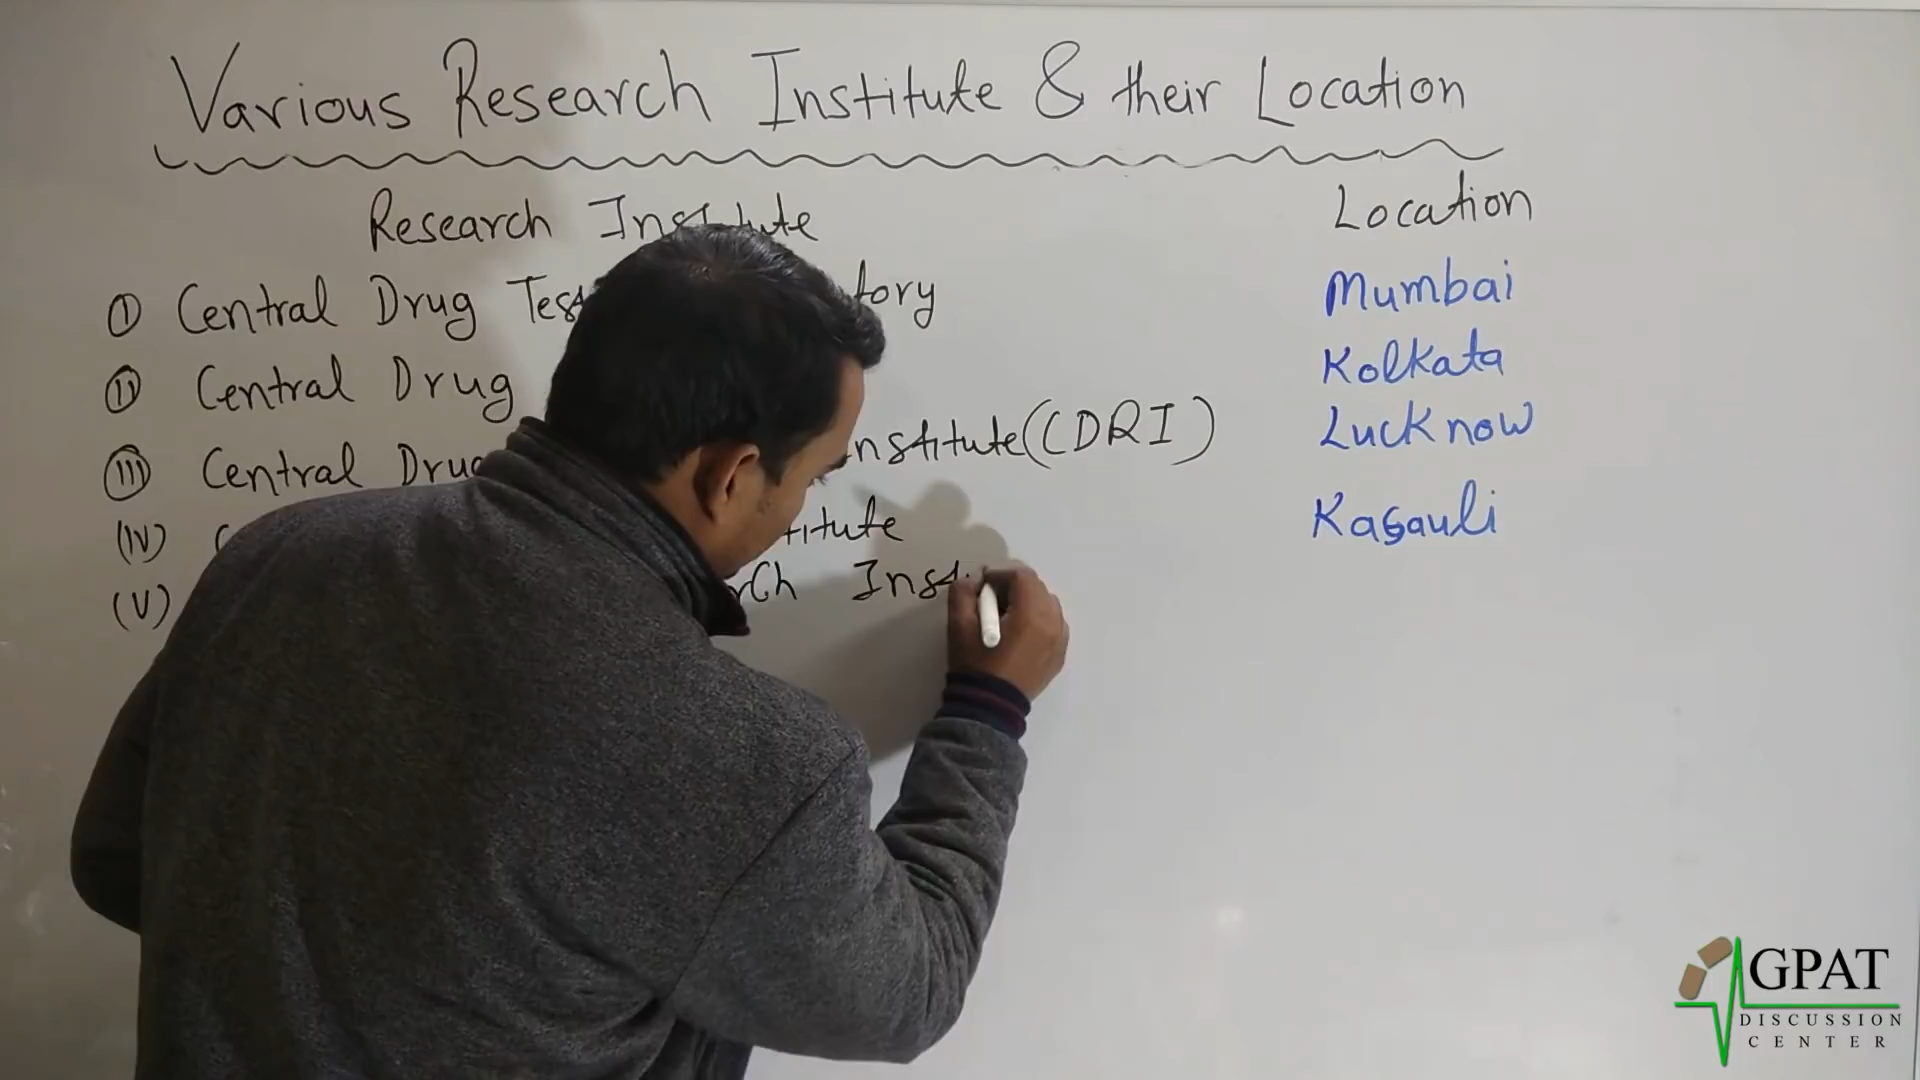 Various Research Institute & their Location
Research Institute Location
(I) Central Drug tory Mumbai
(II) Central Drug Kolkata
(III) Central Drug nstitute (CDRI) Lucknow
(IV) titute Kasauli
(V) rch Inst
GPAT
DISCUSSION
CENTER